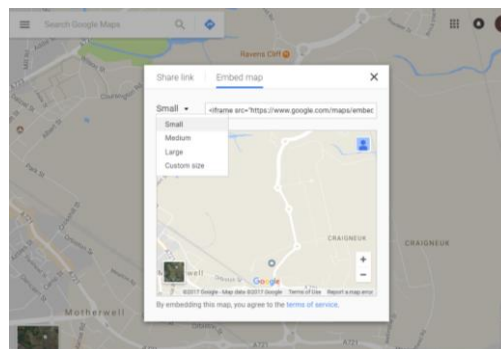 Search Google Maps
Ravens Cliff
Share link Embed map
Small <iframe src="https://www.google.com/maps/embed
Small
Medium
Large
Custom size
CRAIGNEUK
CRAIGNEUK
Google
©2017 Google - Map data ©2017 Google Terms of Use Report a map error
By embedding this map, you agree to the terms of service.
Motherwell
A721
A721